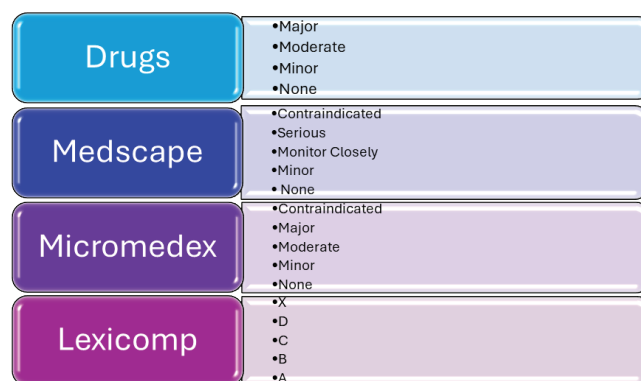 Drugs
•Major
•Moderate
•Minor
•None
Medscape
•Contraindicated
•Serious
•Monitor Closely
•Minor
• None
Micromedex
•Contraindicated
•Major
•Moderate
•Minor
•None
Lexicomp
•X
•D
•C
•B
•A